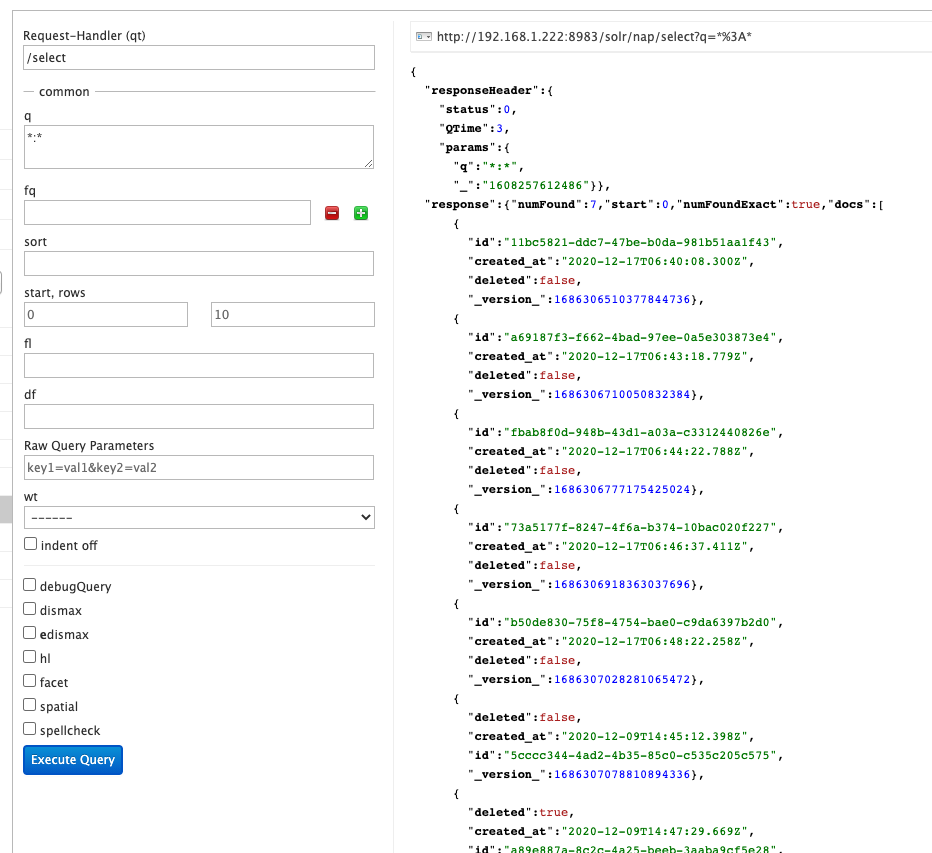 Request-Handler (qt)
/select
common
q
*:*
fq
sort
start, rows
0
10
fl
df
Raw Query Parameters
key1=val1&key2=val2
wt
------
indent off
debugQuery
dismax
edismax
hl
facet
spatial
spellcheck
Execute Query
http://192.168.1.222:8983/solr/nap/select?q=*%3A*
{
"responseHeader":{
"status":0,
"QTime":3,
"params":{
"q":"*:*",
"_":"1608257612486"}},
"response":{"numFound":7,"start":0,"numFoundExact":true,"docs":[
{
"id":"11bc5821-ddc7-47be-b0da-981b51aa1f43",
"created_at":"2020-12-17T06:40:08.300Z",
"deleted":false,
"_version_":1686306510377844736},
{
"id":"a69187f3-f662-4bad-97ee-0a5e303873e4",
"created_at":"2020-12-17T06:43:18.779Z",
"deleted":false,
"_version_":1686306710050832384},
{
"id":"fbab8f0d-948b-43d1-a03a-c3312440826e",
"created_at":"2020-12-17T06:44:22.788Z",
"deleted":false,
"_version_":1686306777175425024},
{
"id":"73a5177f-8247-4f6a-b374-10bac020f227",
"created_at":"2020-12-17T06:46:37.411Z",
"deleted":false,
"_version_":1686306918363037696},
{
"id":"b50de830-75f8-4754-bae0-c9da6397b2d0",
"created_at":"2020-12-17T06:48:22.258Z",
"deleted":false,
"_version_":1686307028281065472},
{
"deleted":false,
"created_at":"2020-12-09T14:45:12.398Z",
"id":"5cccc344-4ad2-4b35-85c0-c535c205c575",
"_version_":1686307078810894336},
{
"deleted":true,
"created_at":"2020-12-09T14:47:29.669Z",
"id":"a89e887a-8c2c-4a25-beeb-3aaba9cf5e28",